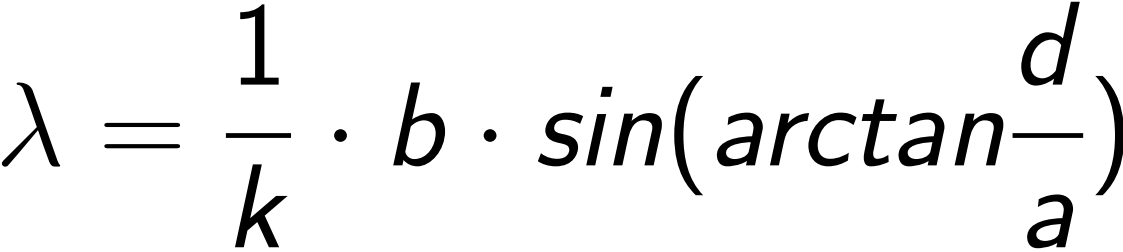 λ = 1/k · b · sin(arctan d/a)